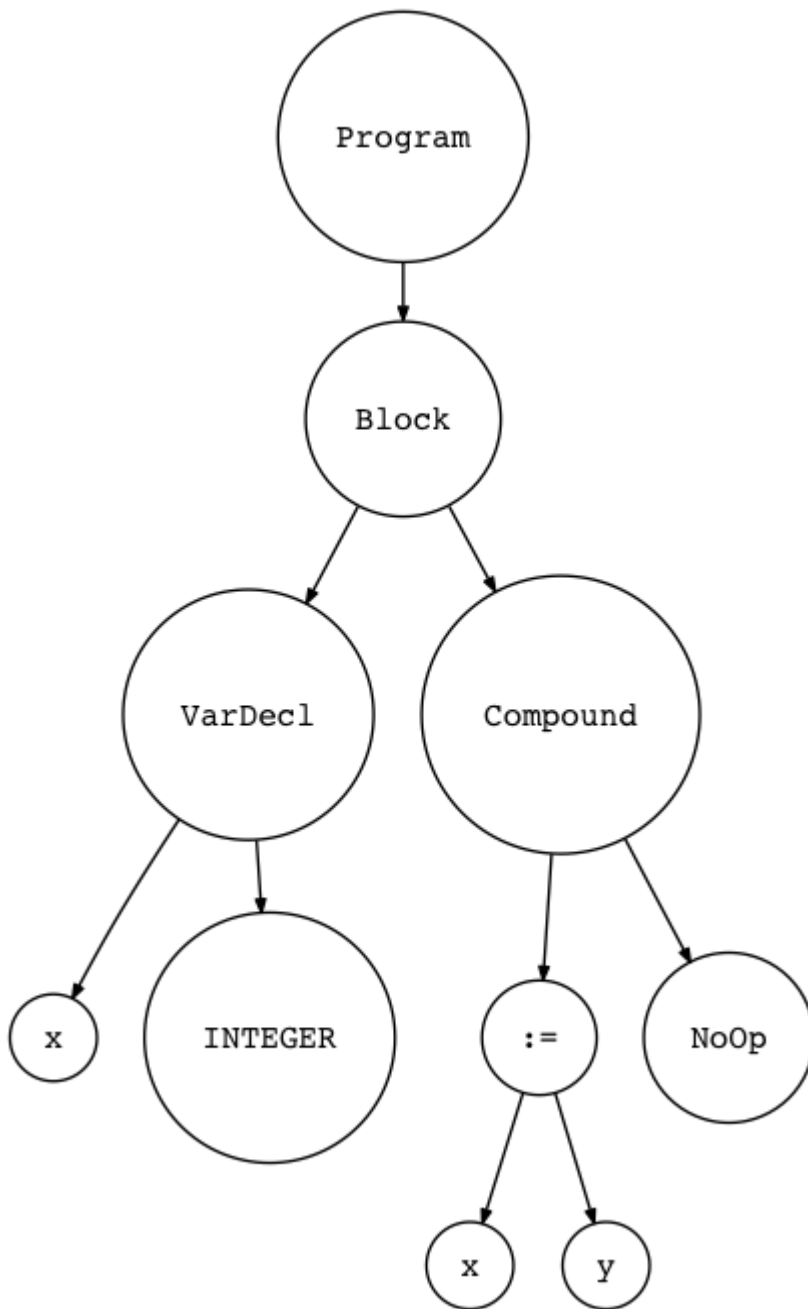 Program
Block
VarDecl
Compound
x
INTEGER
:=
NoOp
x
y